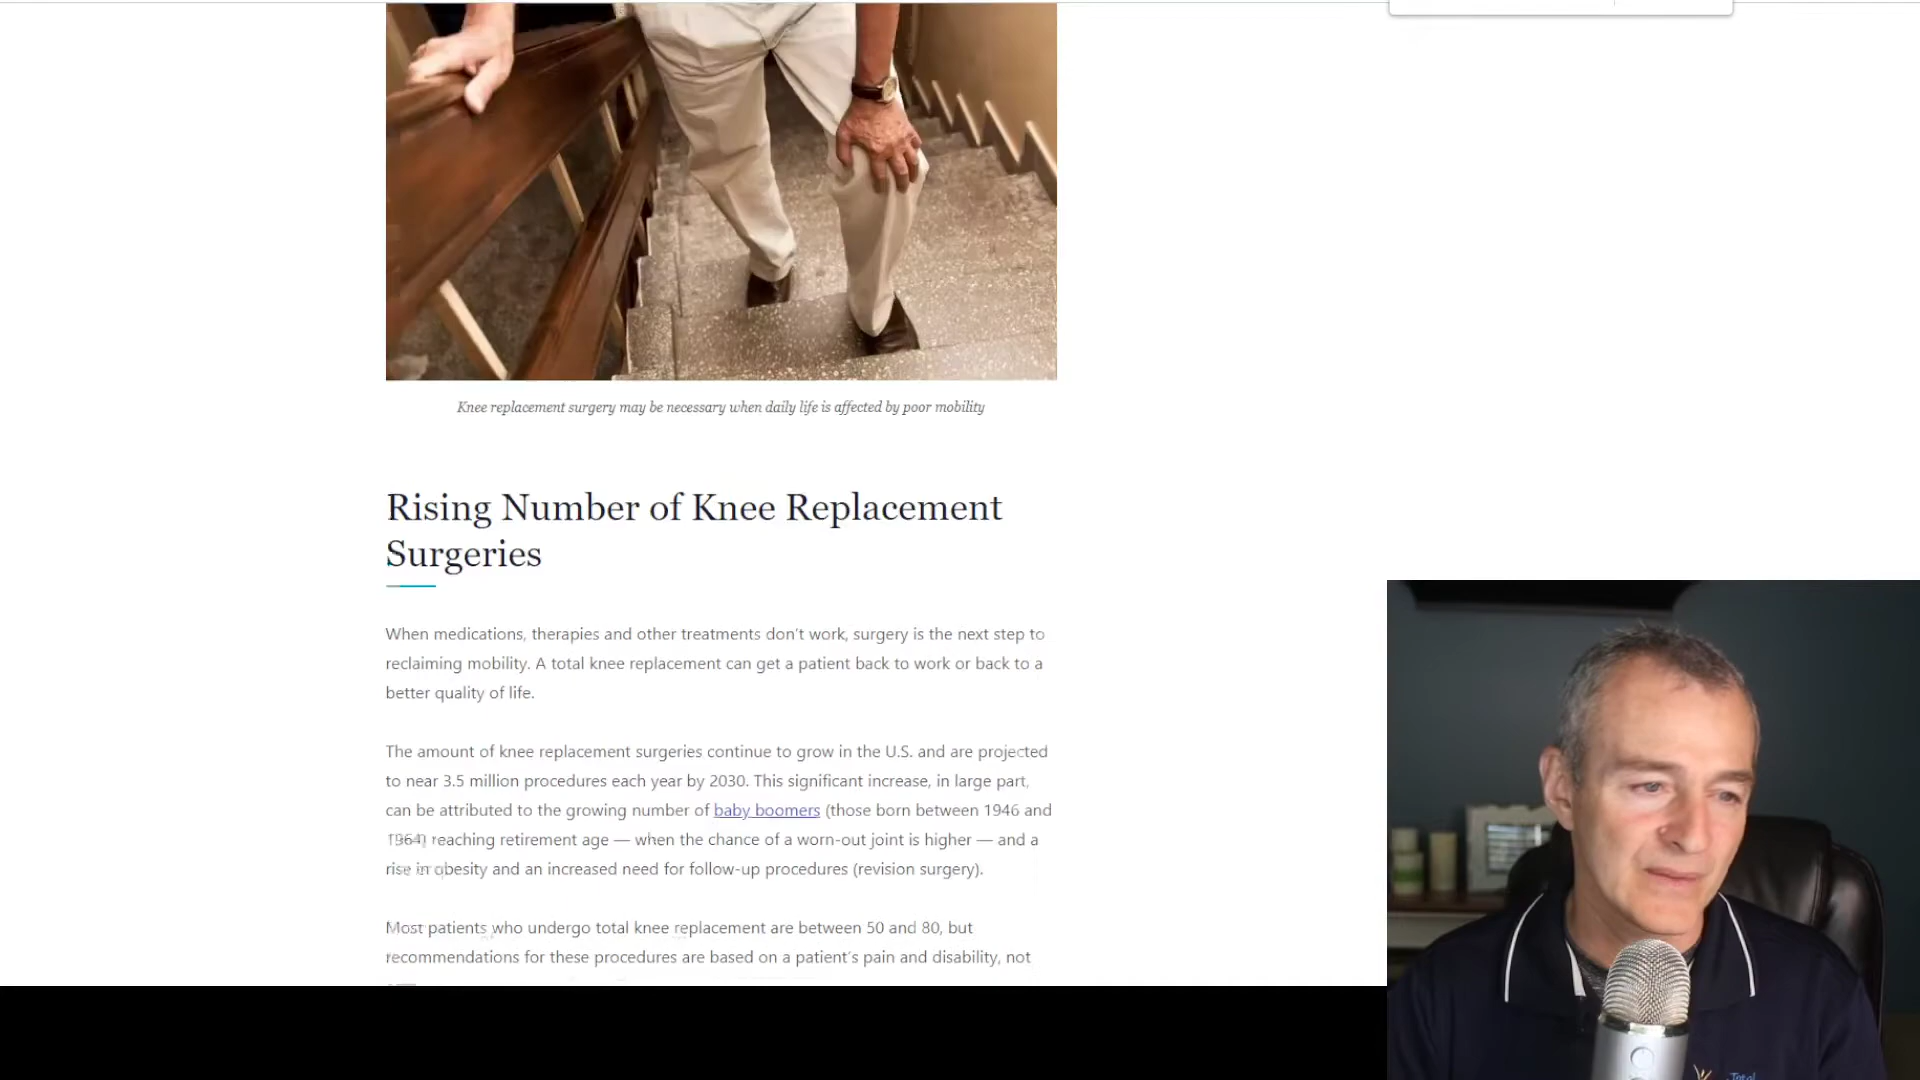 Knee replacement surgery may be necessary when daily life is affected by poor mobility
Rising Number of Knee Replacement
Surgeries
When medications, therapies and other treatments don't work, surgery is the next step to
reclaiming mobility. A total knee replacement can get a patient back to work or back to a
better quality of life.
The amount of knee replacement surgeries continue to grow in the U.S. and are projected
to near 3.5 million procedures each year by 2030. This significant increase, in large part,
can be attributed to the growing number of baby boomers (those born between 1946 and
1964) reaching retirement age — when the chance of a worn-out joint is higher — and a
rise in obesity and an increased need for follow-up procedures (revision surgery).
Most patients who undergo total knee replacement are between 50 and 80, but
recommendations for these procedures are based on a patient's pain and disability, not
Total